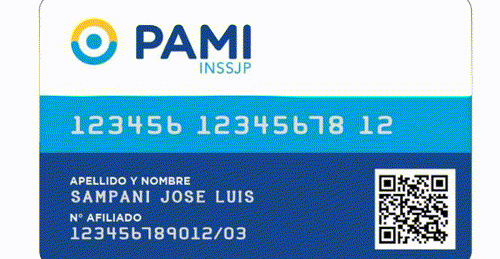 PAMI
INSSJP
123456 12345678 12
APELLIDO Y NOMBRE
SAMPANI JOSE LUIS
N° AFILIADO
123456789012/03